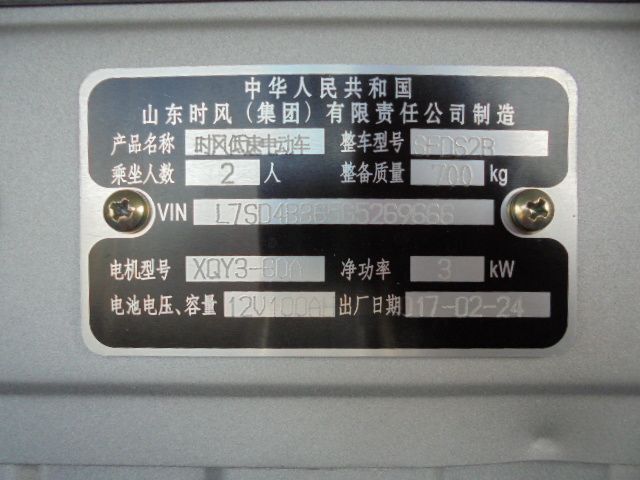 中华人民共和国
山东时风（集团）有限责任公司制造
产品名称 时风低速电动车 整车型号
乘坐人数 2 人 整备质量 700 kg
VIN
电机型号 XQY3-80A 净功率 3 kW
电池电压、容量 12V100AH 出厂日期 017-02-24